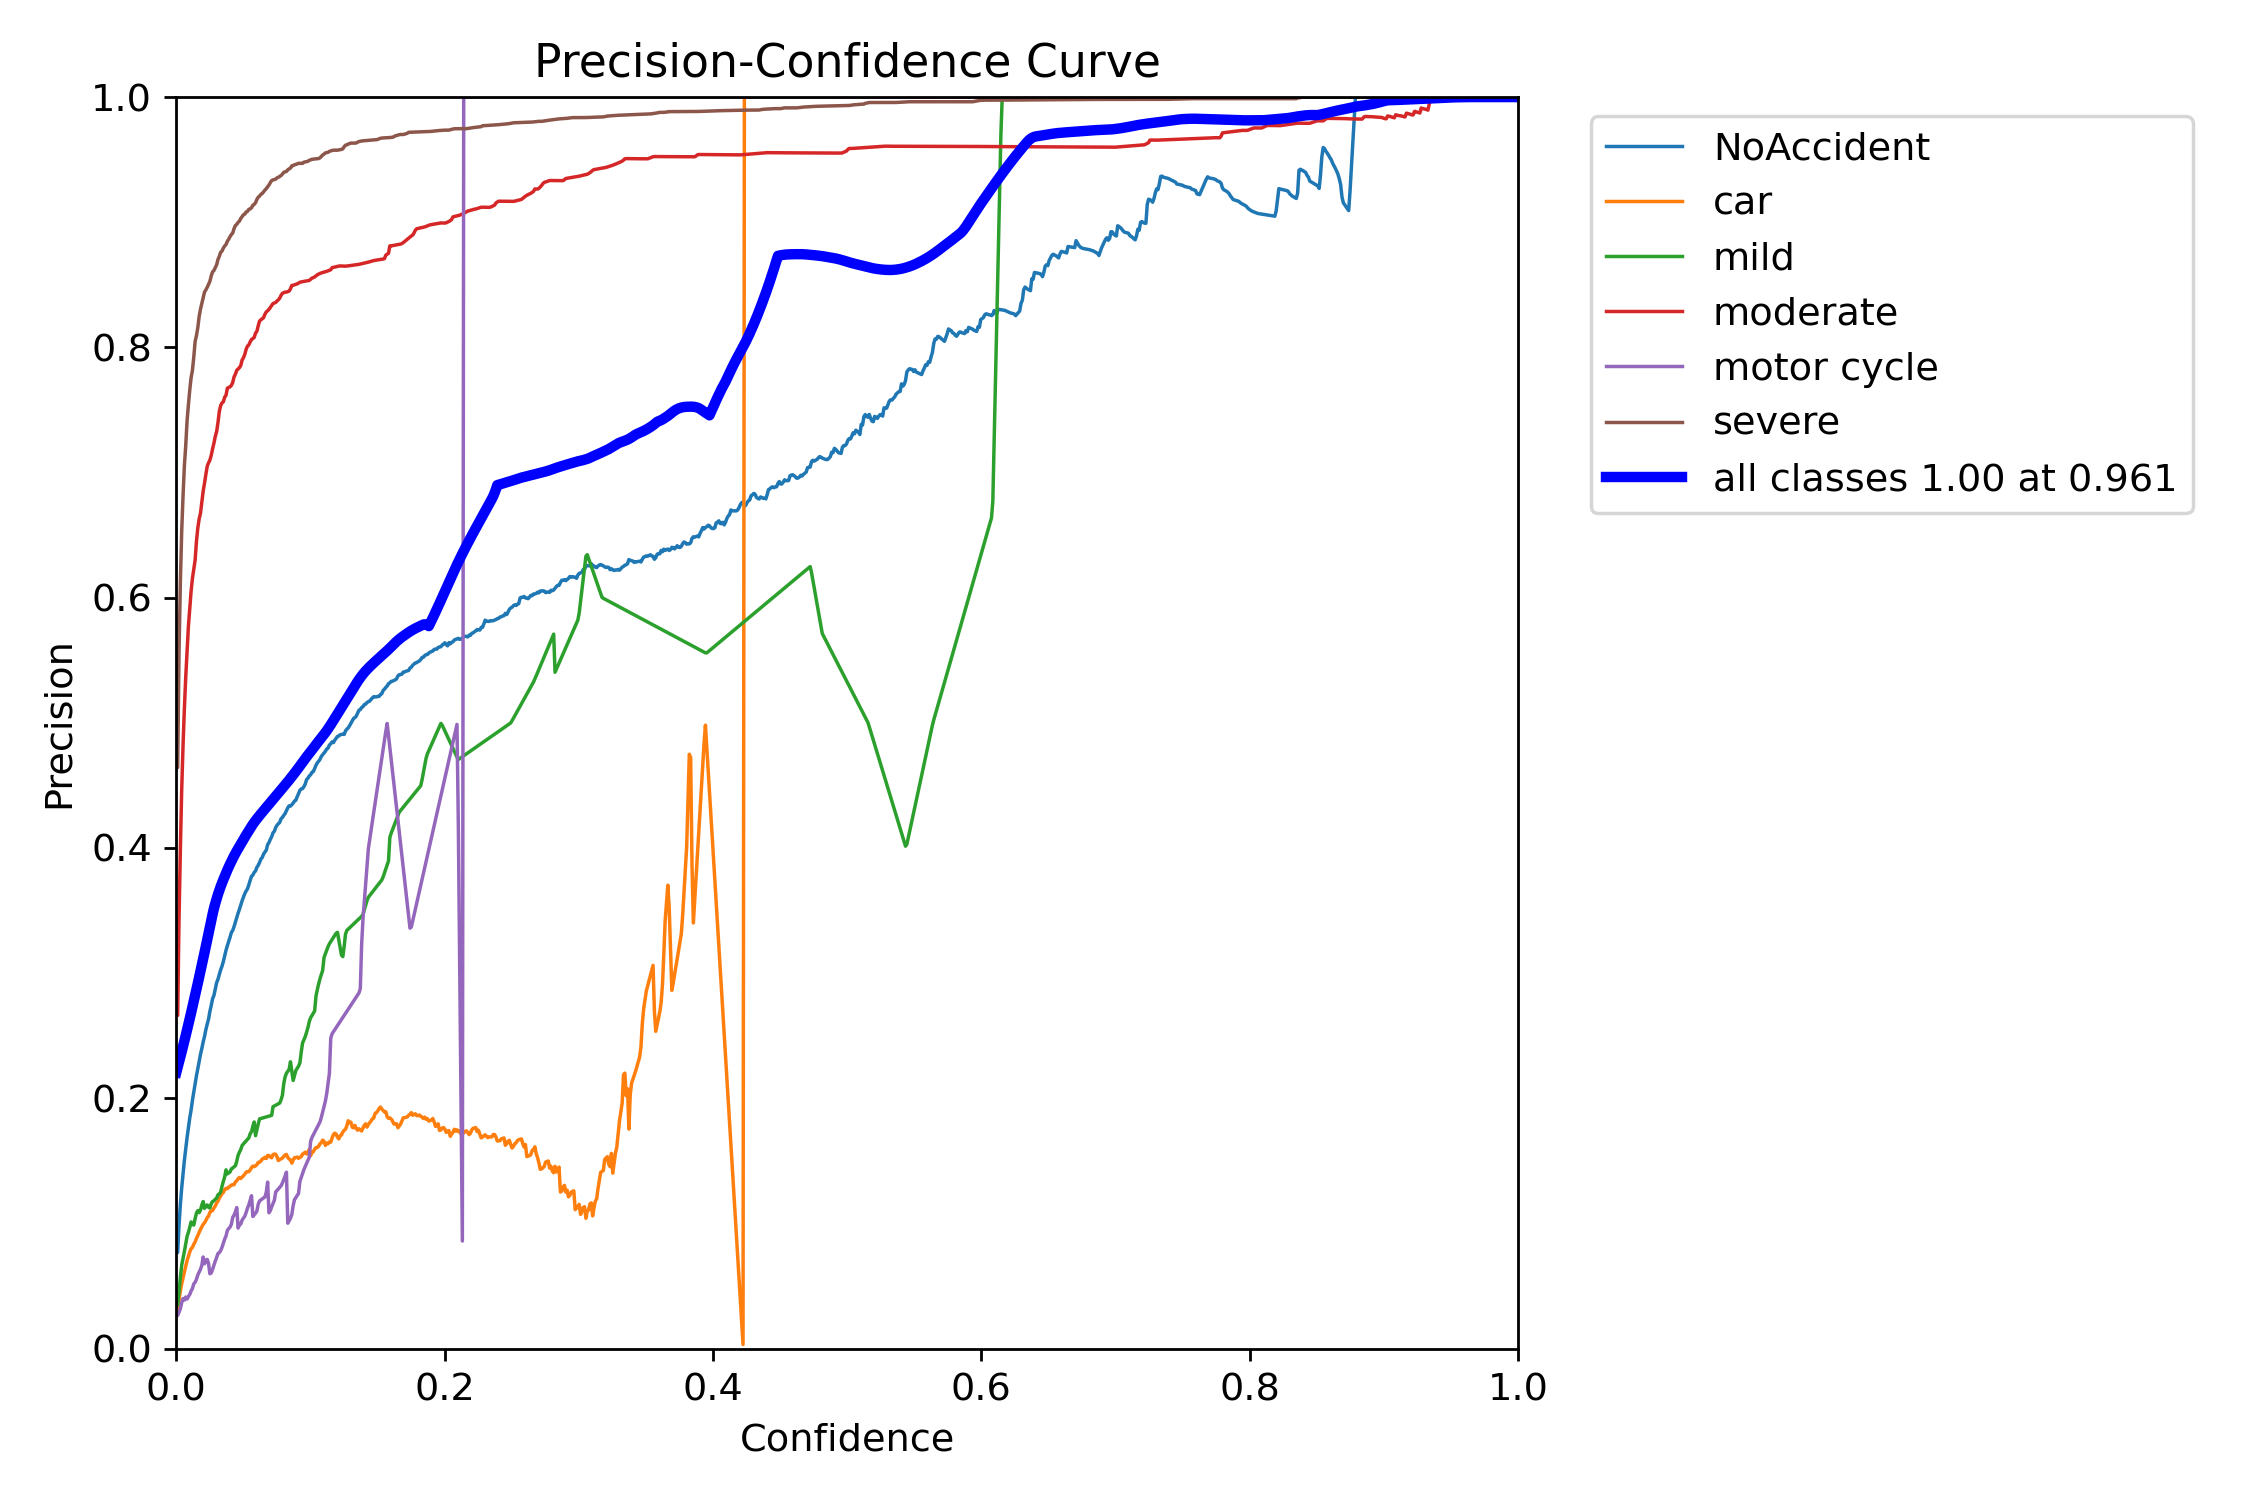 Precision-Confidence Curve
1.0
0.8
0.6
0.4
0.2
0.0
Precision
0.0 0.2 0.4 0.6 0.8 1.0
Confidence
NoAccident
car
mild
moderate
motor cycle
severe
all classes 1.00 at 0.961